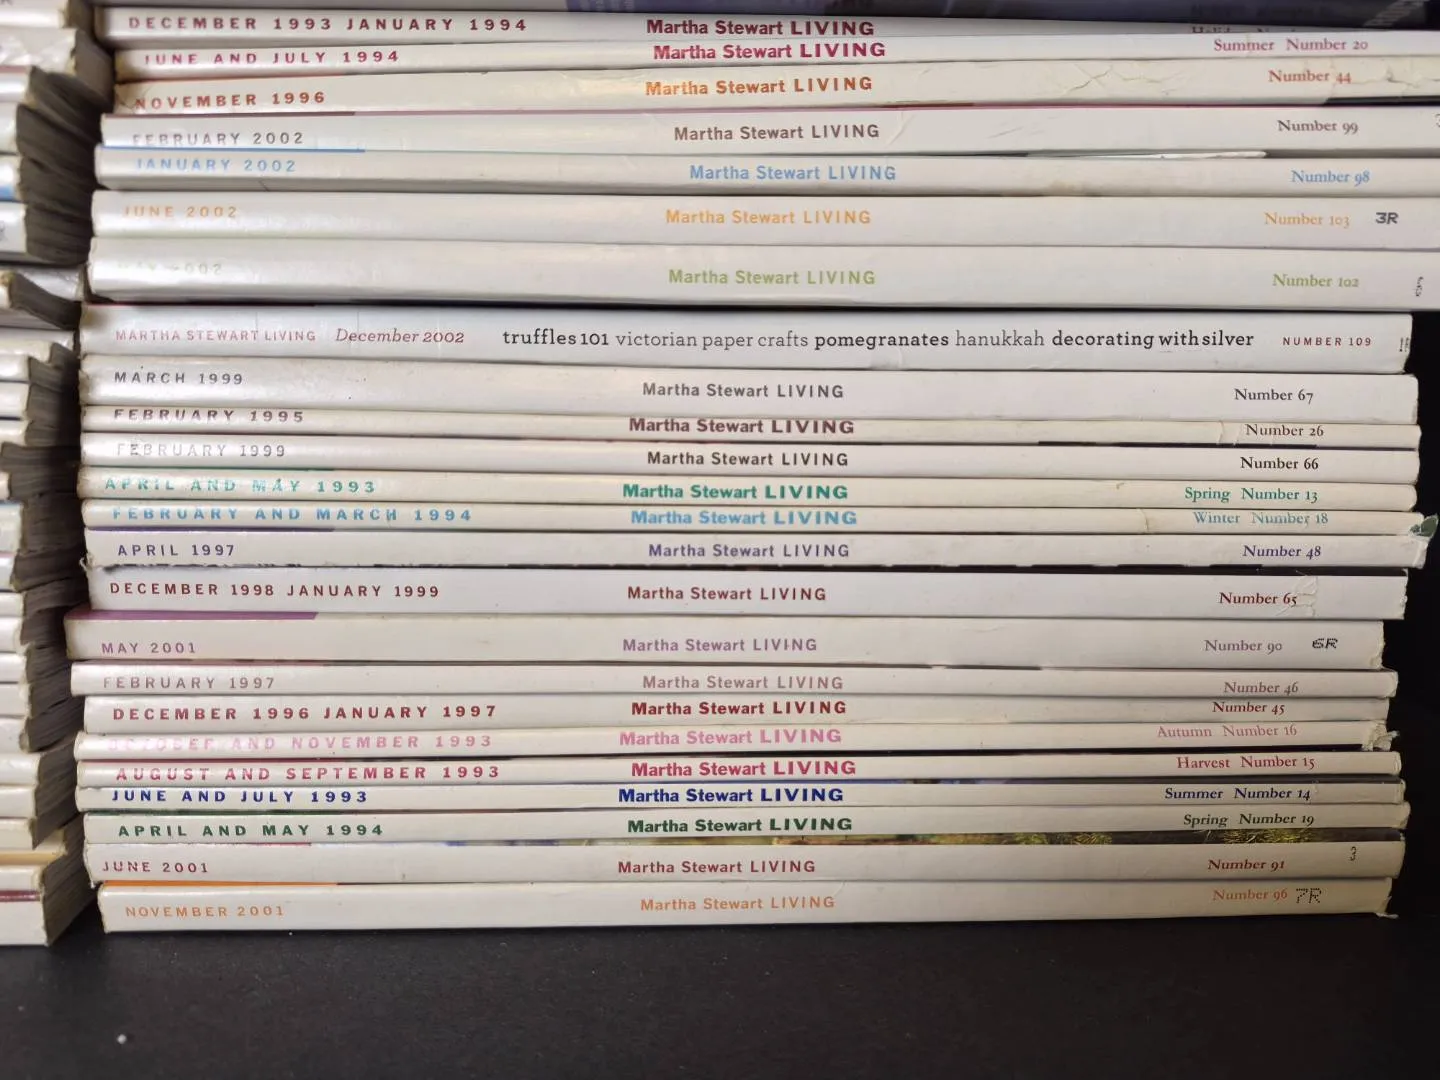 DECEMBER 1993 JANUARY 1994 Martha Stewart LIVING
JUNE AND JULY 1994 Martha Stewart LIVING Summer Number 20
NOVEMBER 1996 Martha Stewart LIVING Number 44
FEBRUARY 2002 Martha Stewart LIVING Number 99
JANUARY 2002 Martha Stewart LIVING Number 98
JUNE 2002 Martha Stewart LIVING Number 103 3R
MAY 2002 Martha Stewart LIVING Number 102
MARTHA STEWART LIVING December 2002 truffles 101 victorian paper crafts pomegranates hanukkah decorating with silver NUMBER 109
MARCH 1999 Martha Stewart LIVING Number 67
FEBRUARY 1995 Martha Stewart LIVING Number 26
FEBRUARY 1999 Martha Stewart LIVING Number 66
APRIL AND MAY 1993 Martha Stewart LIVING Spring Number 13
FEBRUARY AND MARCH 1994 Martha Stewart LIVING Winter Number 18
APRIL 1997 Martha Stewart LIVING Number 48
DECEMBER 1998 JANUARY 1999 Martha Stewart LIVING Number 65
MAY 2001 Martha Stewart LIVING Number 90 6R
FEBRUARY 1997 Martha Stewart LIVING Number 46
DECEMBER 1996 JANUARY 1997 Martha Stewart LIVING Number 45
OCTOBER AND NOVEMBER 1993 Martha Stewart LIVING Autumn Number 16
AUGUST AND SEPTEMBER 1993 Martha Stewart LIVING Harvest Number 15
JUNE AND JULY 1993 Martha Stewart LIVING Summer Number 14
APRIL AND MAY 1994 Martha Stewart LIVING Spring Number 19
JUNE 2001 Martha Stewart LIVING Number 91 3
NOVEMBER 2001 Martha Stewart LIVING Number 96 7R